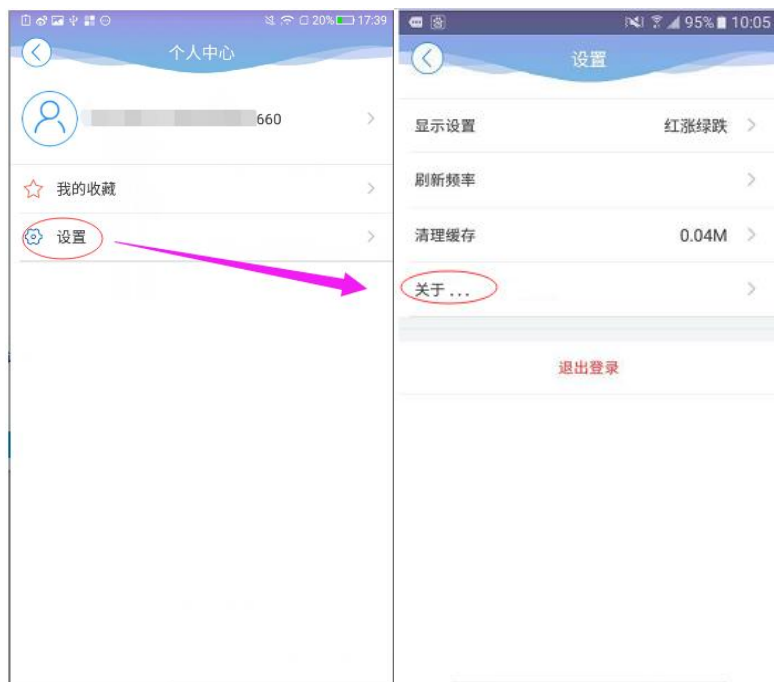 20% 17:39
个人中心
660
我的收藏
设置
95% 10:05
设置
显示设置 红涨绿跌
刷新频率
清理缓存 0.04M
关于 ...
退出登录